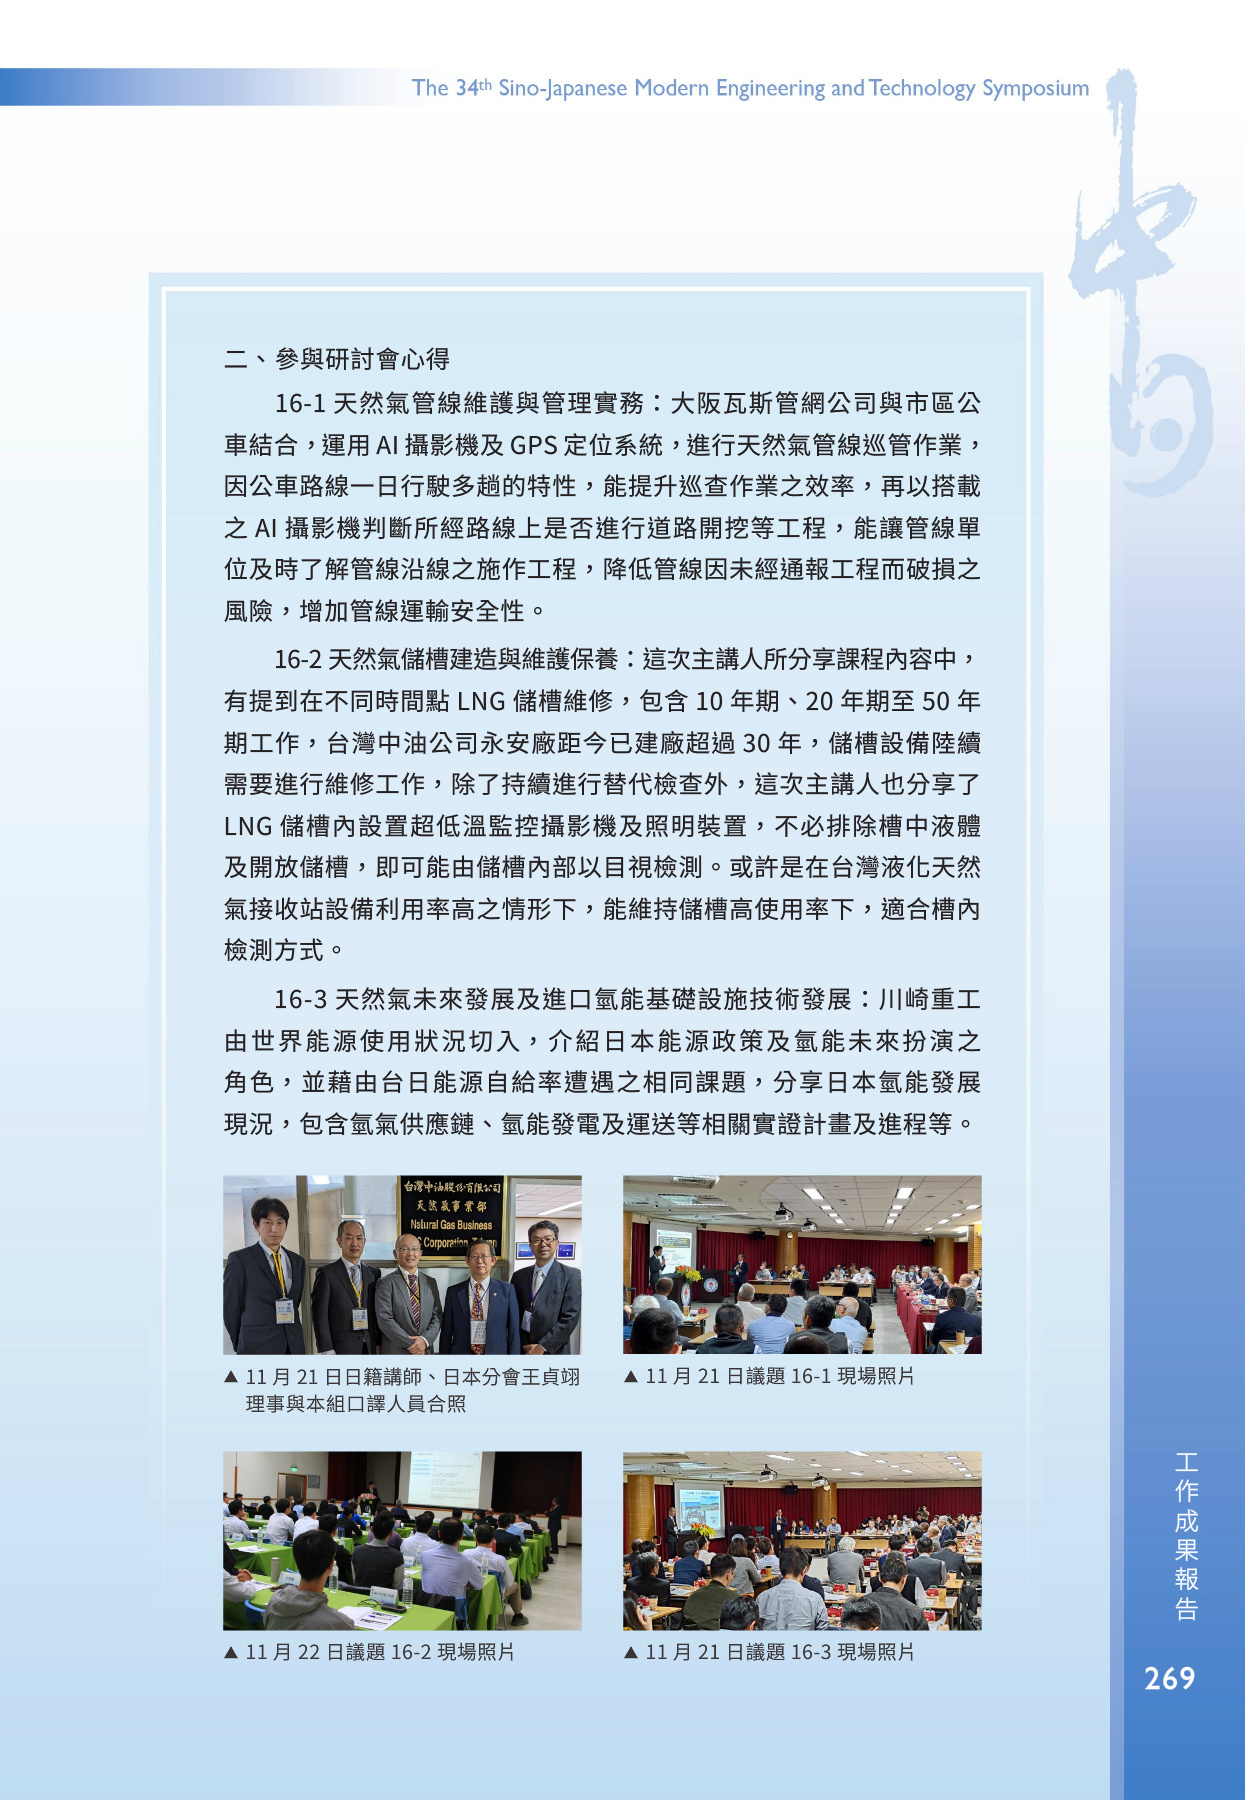 The 34th Sino-Japanese Modern Engineering and Technology Symposium
中日
二、參與研討會心得
16-1 天然氣管線維護與管理實務：大阪瓦斯管網公司與市區公
車結合，運用 AI 攝影機及 GPS 定位系統，進行天然氣管線巡管作業，
因公車路線一日行駛多趟的特性，能提升巡查作業之效率，再以搭載
之 AI 攝影機判斷所經路線上是否進行道路開挖等工程，能讓管線單
位及時了解管線沿線之施作工程，降低管線因未經通報工程而破損之
風險，增加管線運輸安全性。
16-2 天然氣儲槽建造與維護保養：這次主講人所分享課程內容中，
有提到在不同時間點 LNG 儲槽維修，包含 10 年期、20 年期至 50 年
期工作，台灣中油公司永安廠距今已建廠超過 30 年，儲槽設備陸續
需要進行維修工作，除了持續進行替代檢查外，這次主講人也分享了
LNG 儲槽內設置超低溫監控攝影機及照明裝置，不必排除槽中液體
及開放儲槽，即可能由儲槽內部以目視檢測。或許是在台灣液化天然
氣接收站設備利用率高之情形下，能維持儲槽高使用率下，適合槽內
檢測方式。
16-3 天然氣未來發展及進口氫能基礎設施技術發展：川崎重工
由世界能源使用狀況切入，介紹日本能源政策及氫能未來扮演之
角色，並藉由台日能源自給率遭遇之相同課題，分享日本氫能發展
現況，包含氫氣供應鏈、氫能發電及運送等相關實證計畫及進程等。
台灣中油股份有限公司
天然氣事業部
Natural Gas Business
Corporation, Taiwan
▲ 11 月 21 日日籍講師、日本分會王貞翊
理事與本組口譯人員合照
▲ 11 月 21 日議題 16-1 現場照片
▲ 11 月 22 日議題 16-2 現場照片
▲ 11 月 21 日議題 16-3 現場照片
工作成果報告
269